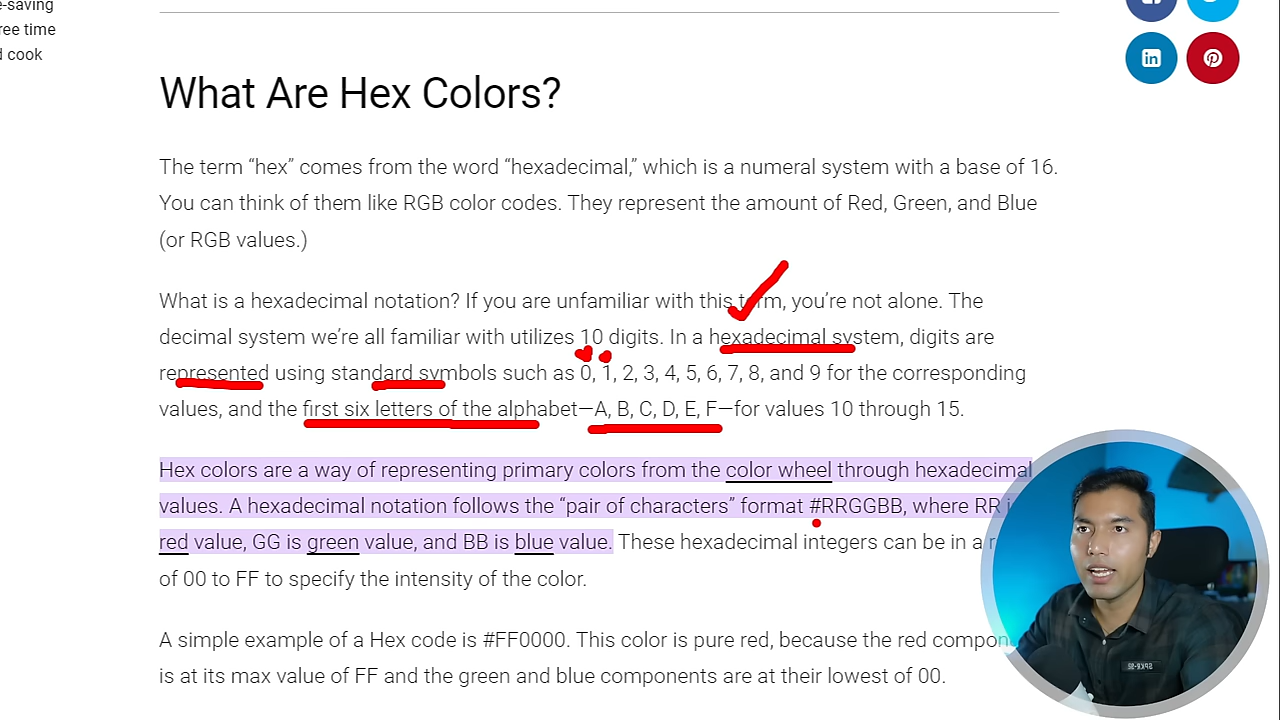 e-saving
ree time
d cook
What Are Hex Colors?
The term “hex” comes from the word “hexadecimal,” which is a numeral system with a base of 16.
You can think of them like RGB color codes. They represent the amount of Red, Green, and Blue
(or RGB values.)
What is a hexadecimal notation? If you are unfamiliar with this term, you’re not alone. The
decimal system we’re all familiar with utilizes 10 digits. In a hexadecimal system, digits are
represented using standard symbols such as 0, 1, 2, 3, 4, 5, 6, 7, 8, and 9 for the corresponding
values, and the first six letters of the alphabet—A, B, C, D, E, F—for values 10 through 15.
Hex colors are a way of representing primary colors from the color wheel through hexadecimal
values. A hexadecimal notation follows the “pair of characters” format #RRGGBB, where RR
red value, GG is green value, and BB is blue value. These hexadecimal integers can be in a
of 00 to FF to specify the intensity of the color.
A simple example of a Hex code is #FF0000. This color is pure red, because the red
is at its max value of FF and the green and blue components are at their lowest of 00.
in